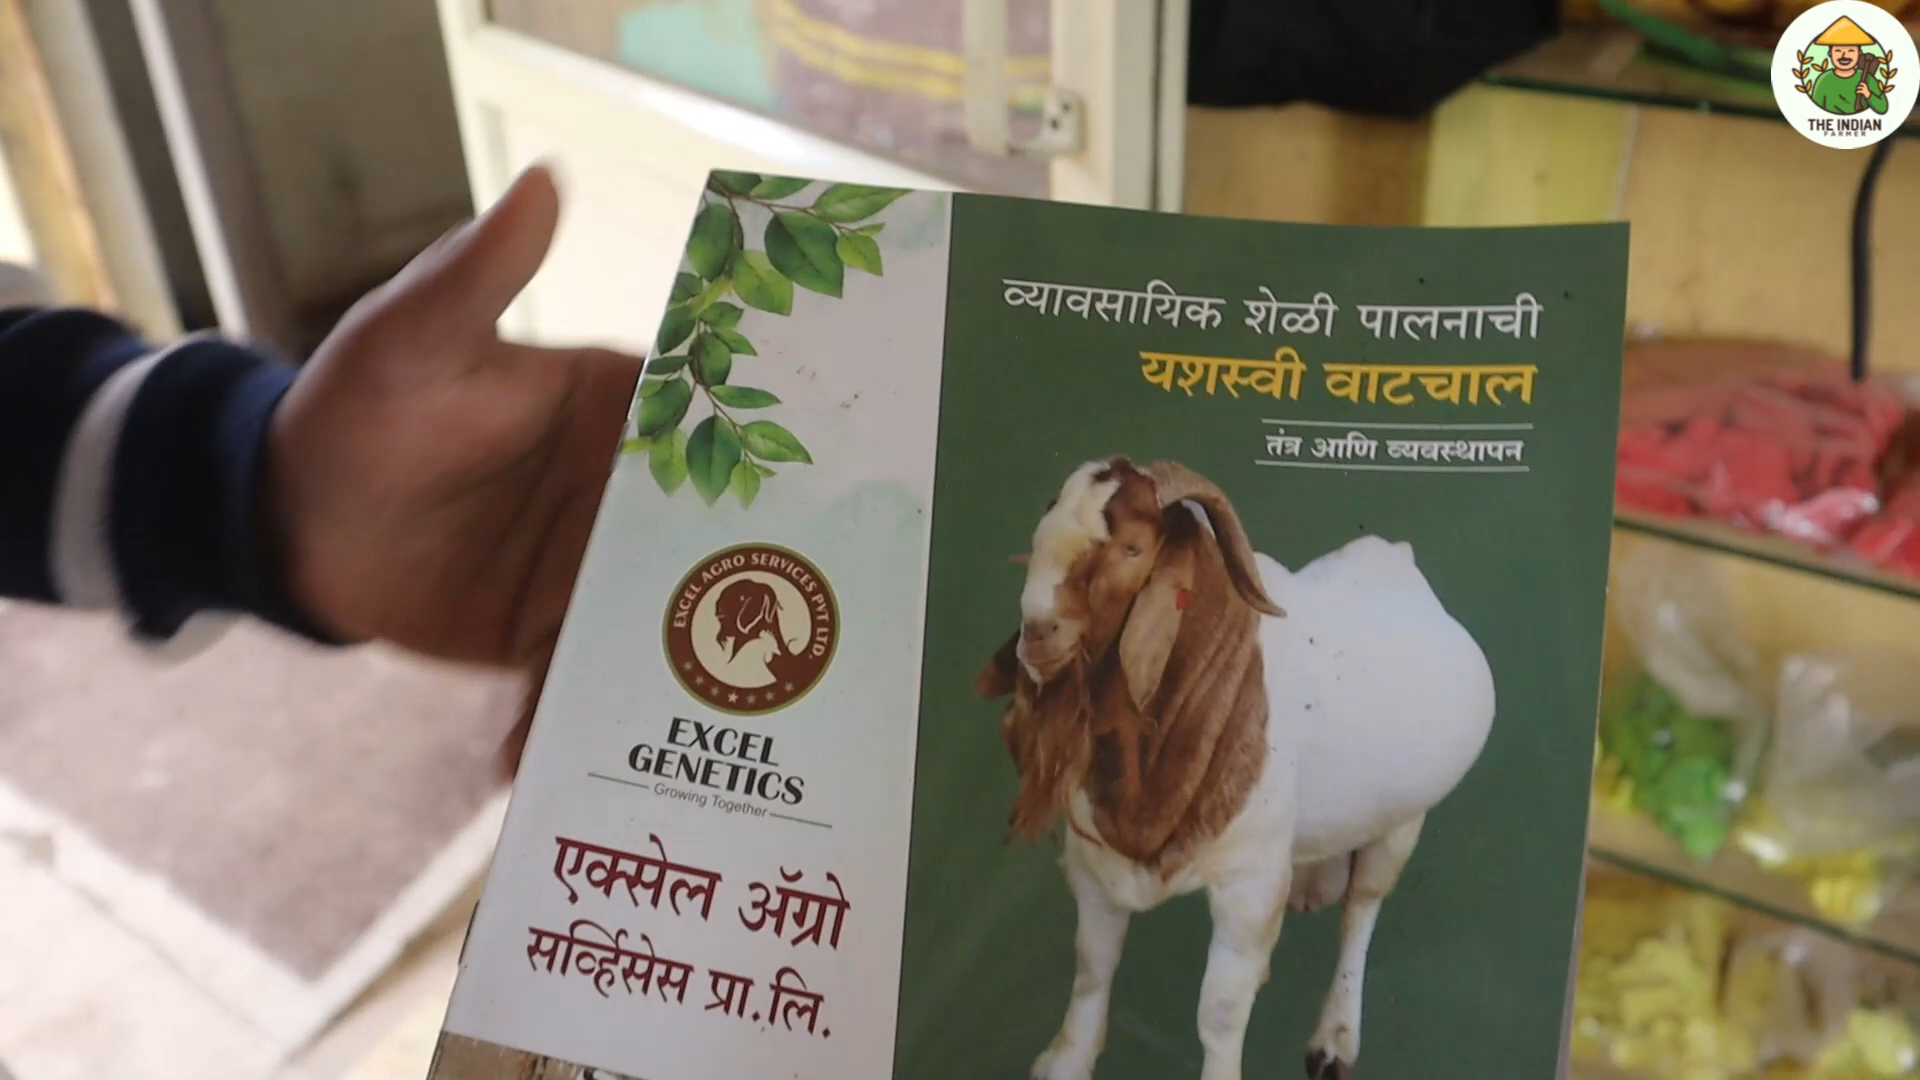 THE INDIAN
FARMER
व्यावसायिक शेळी पालनाची
यशस्वी वाटचाल
तंत्र आणि व्यवस्थापन
EXCEL AGRO SERVICES PVT LTD.
EXCEL
GENETICS
Growing Together
एक्सेल ॲग्रो
सर्व्हिसेस प्रा.लि.